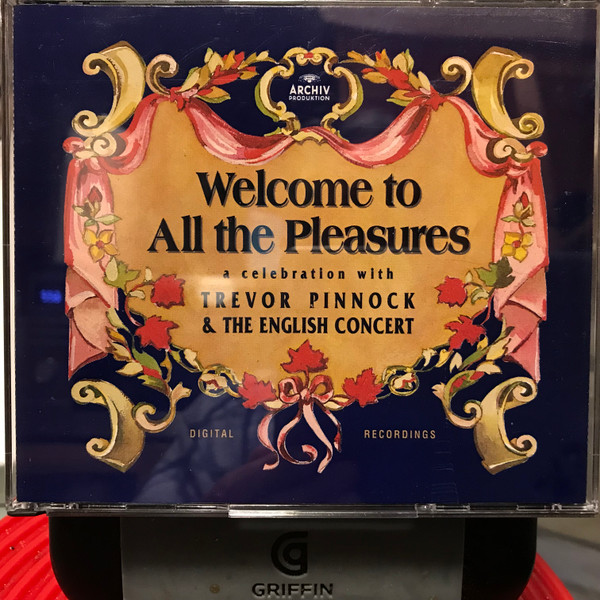 ARCHIV
PRODUKTION
Welcome to
All the Pleasures
a celebration with
TREVOR PINNOCK
& THE ENGLISH CONCERT
DIGITAL RECORDINGS
GRIFFIN